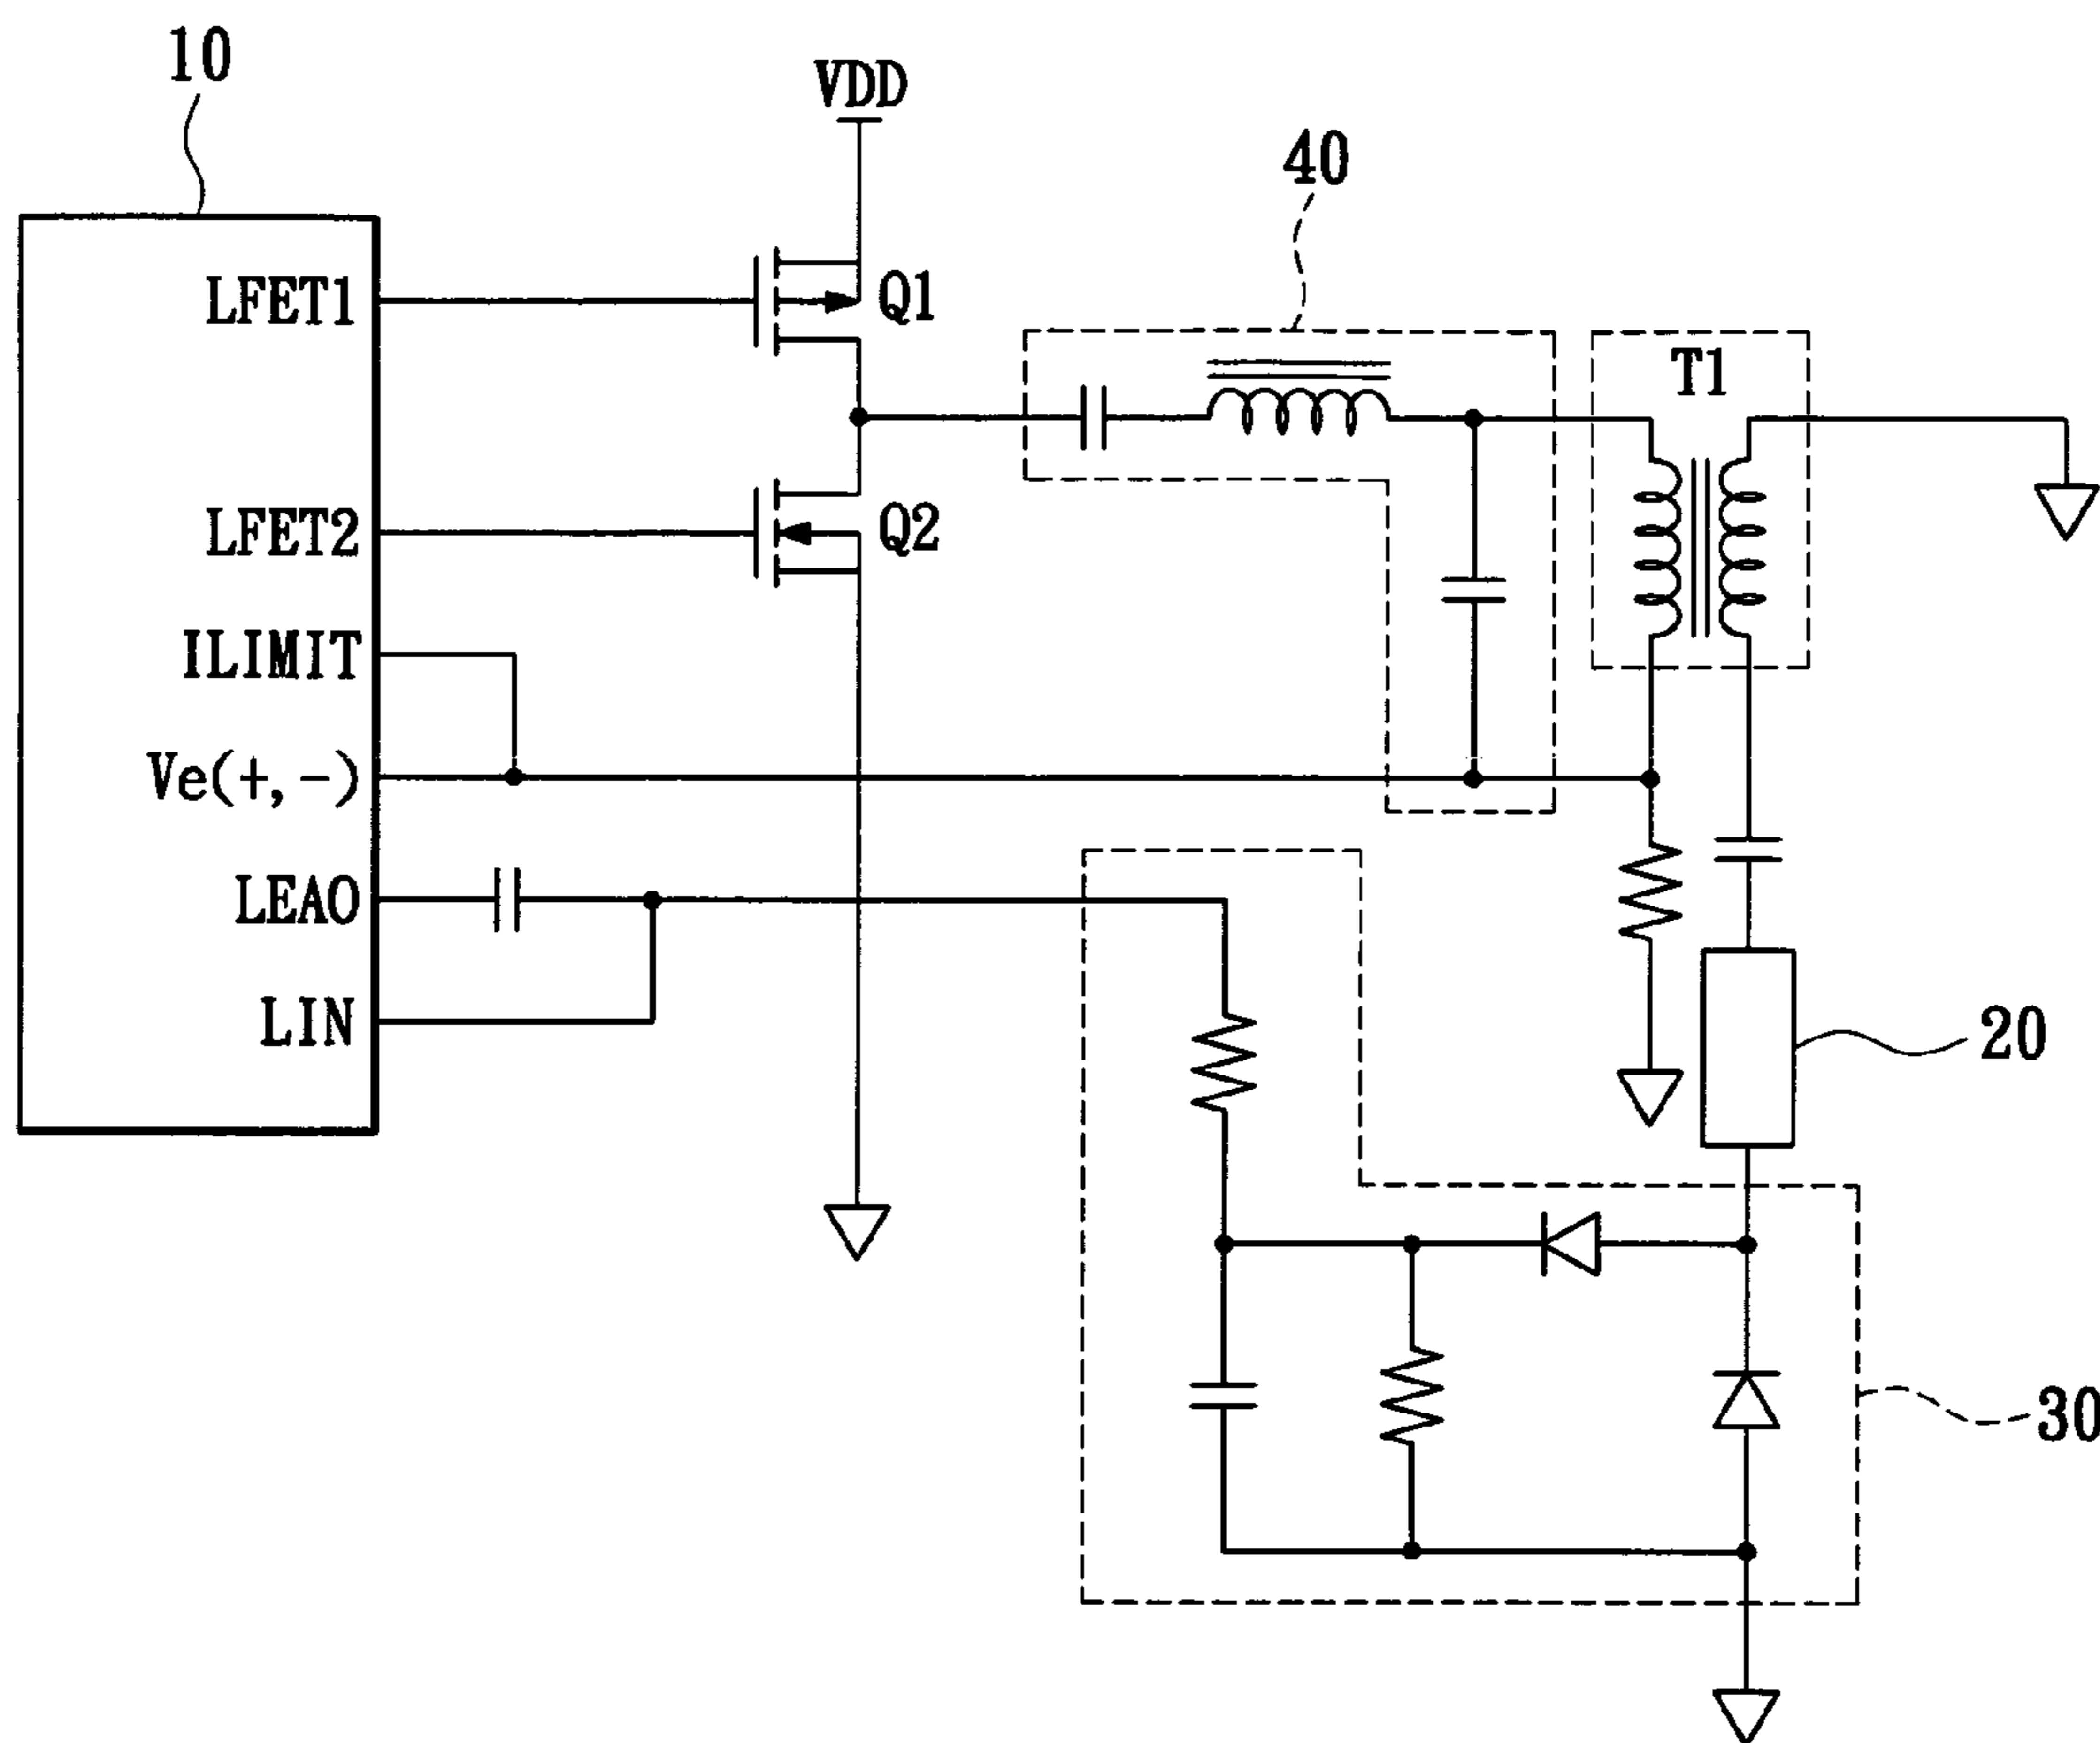 10
VDD
40
LFET1
Q1
T1
LFET2
Q2
ILIMIT
Ve(+,-)
LEAO
LIN
20
30